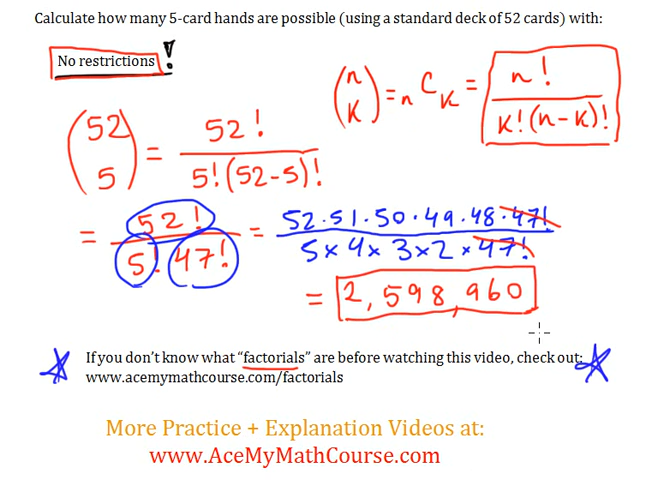 Calculate how many 5-card hands are possible (using a standard deck of 52 cards) with:
No restrictions !
(n K) = n C K = n! / K!(n-K)!
(52 5) = 52! / 5!(52-5)!
= 52! / 5! 47! = 52·51·50·49·48·47! / 5×4×3×2×47!
= 2,598,960
If you don't know what "factorials" are before watching this video, check out:
www.acemymathcourse.com/factorials
More Practice + Explanation Videos at:
www.AceMyMathCourse.com